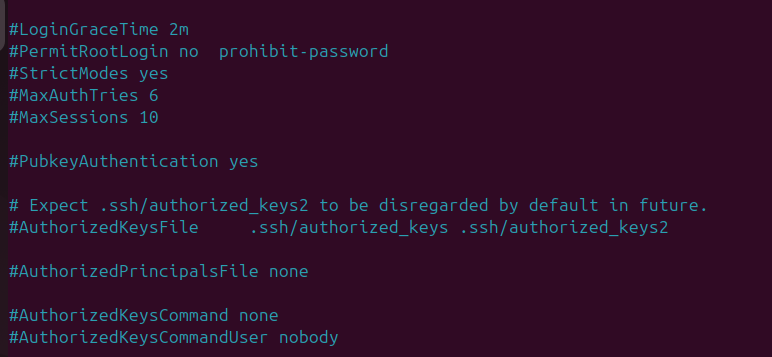 #LoginGraceTime 2m
#PermitRootLogin no  prohibit-password
#StrictModes yes
#MaxAuthTries 6
#MaxSessions 10
#PubkeyAuthentication yes
# Expect .ssh/authorized_keys2 to be disregarded by default in future.
#AuthorizedKeysFile     .ssh/authorized_keys .ssh/authorized_keys2
#AuthorizedPrincipalsFile none
#AuthorizedKeysCommand none
#AuthorizedKeysCommandUser nobody